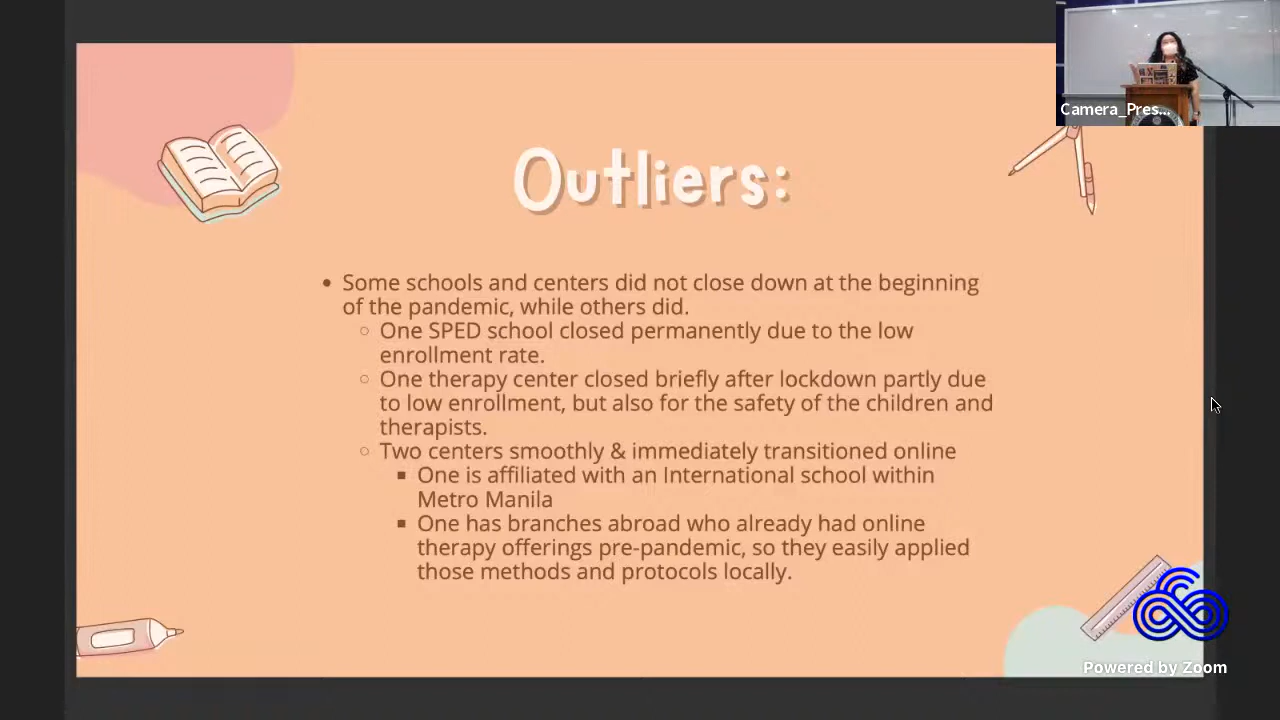 Camera_Pres...
Outliers:
• Some schools and centers did not close down at the beginning
of the pandemic, while others did.
○ One SPED school closed permanently due to the low
enrollment rate.
○ One therapy center closed briefly after lockdown partly due
to low enrollment, but also for the safety of the children and
therapists.
○ Two centers smoothly & immediately transitioned online
■ One is affiliated with an International school within
Metro Manila
■ One has branches abroad who already had online
therapy offerings pre-pandemic, so they easily applied
those methods and protocols locally.
Powered by Zoom